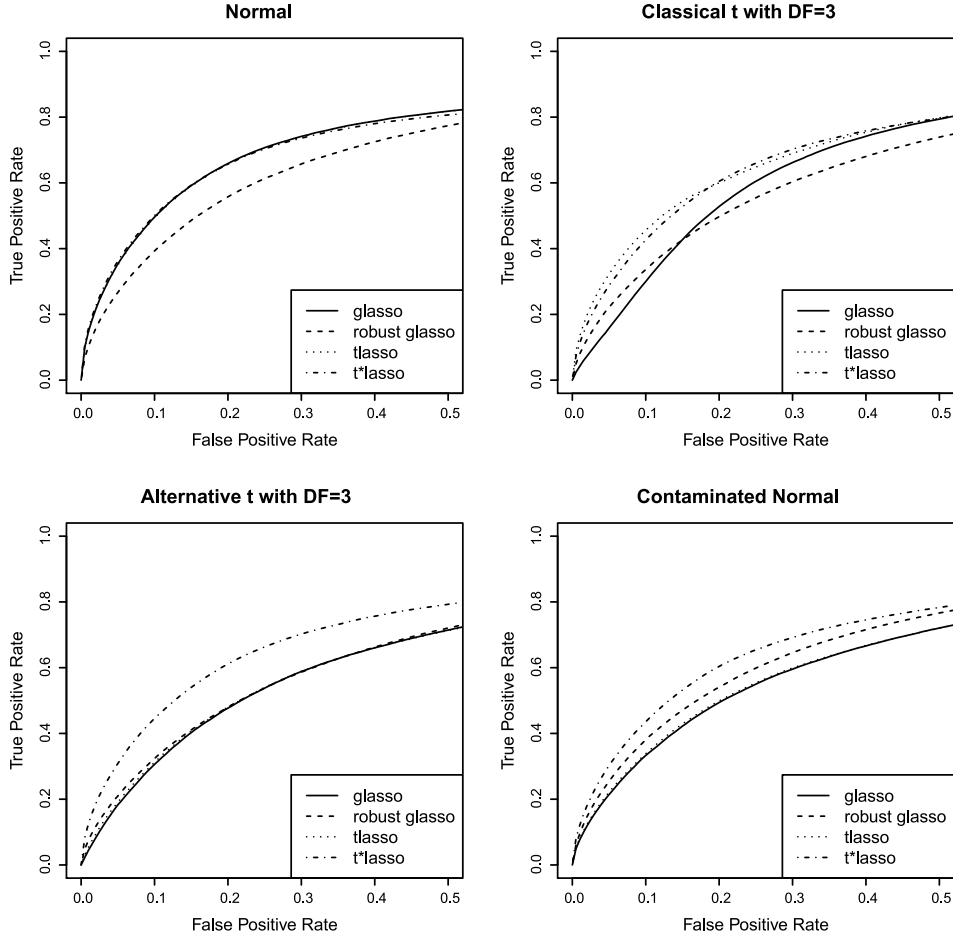 Normal
True Positive Rate
1.0
0.8
0.6
0.4
0.2
0.0
glasso
robust glasso
tlasso
t*lasso
0.0 0.1 0.2 0.3 0.4 0.5
False Positive Rate
Classical t with DF=3
True Positive Rate
1.0
0.8
0.6
0.4
0.2
0.0
glasso
robust glasso
tlasso
t*lasso
0.0 0.1 0.2 0.3 0.4 0.5
False Positive Rate
Alternative t with DF=3
True Positive Rate
1.0
0.8
0.6
0.4
0.2
0.0
glasso
robust glasso
tlasso
t*lasso
0.0 0.1 0.2 0.3 0.4 0.5
False Positive Rate
Contaminated Normal
True Positive Rate
1.0
0.8
0.6
0.4
0.2
0.0
glasso
robust glasso
tlasso
t*lasso
0.0 0.1 0.2 0.3 0.4 0.5
False Positive Rate